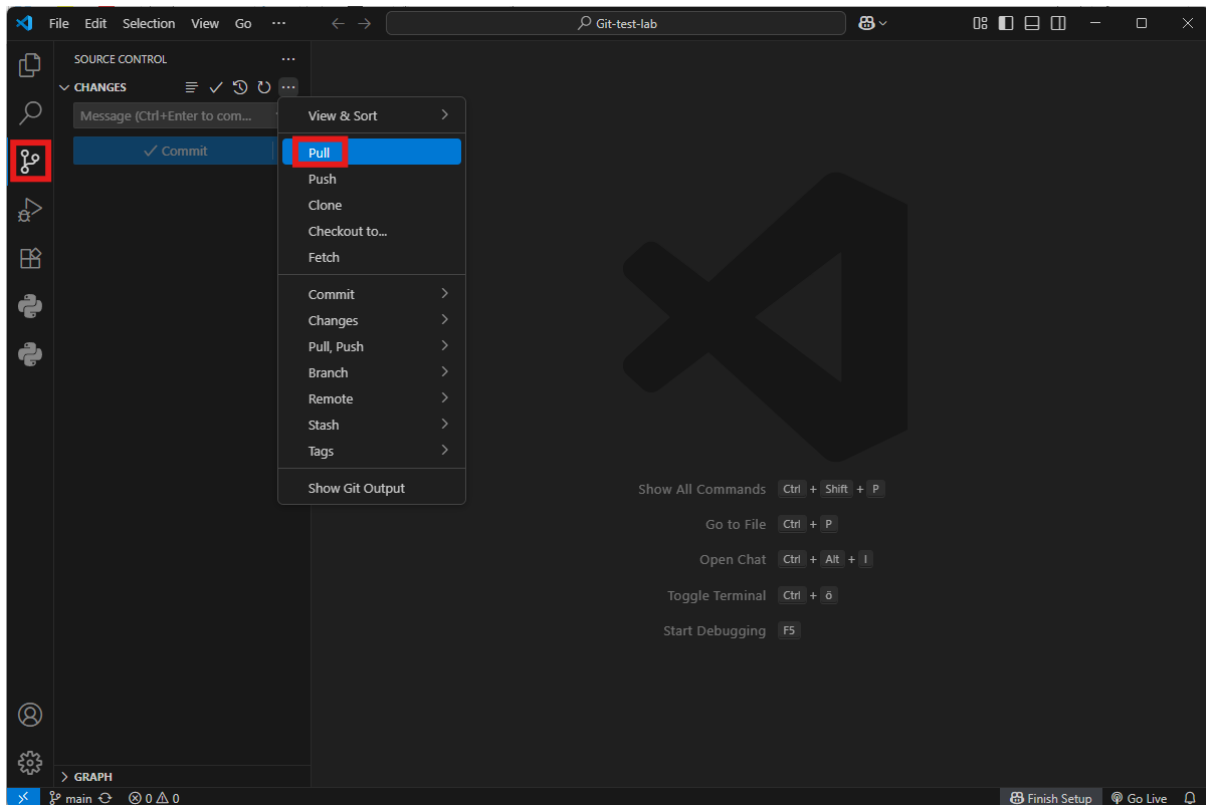 File Edit Selection View Go ··· Git-test-lab
SOURCE CONTROL
CHANGES
Message (Ctrl+Enter to com...
Commit
View & Sort
Pull
Push
Clone
Checkout to...
Fetch
Commit
Changes
Pull, Push
Branch
Remote
Stash
Tags
Show Git Output
Show All Commands Ctrl + Shift + P
Go to File Ctrl + P
Open Chat Ctrl + Alt + I
Toggle Terminal Ctrl + ö
Start Debugging F5
GRAPH
main 0 0 Finish Setup Go Live